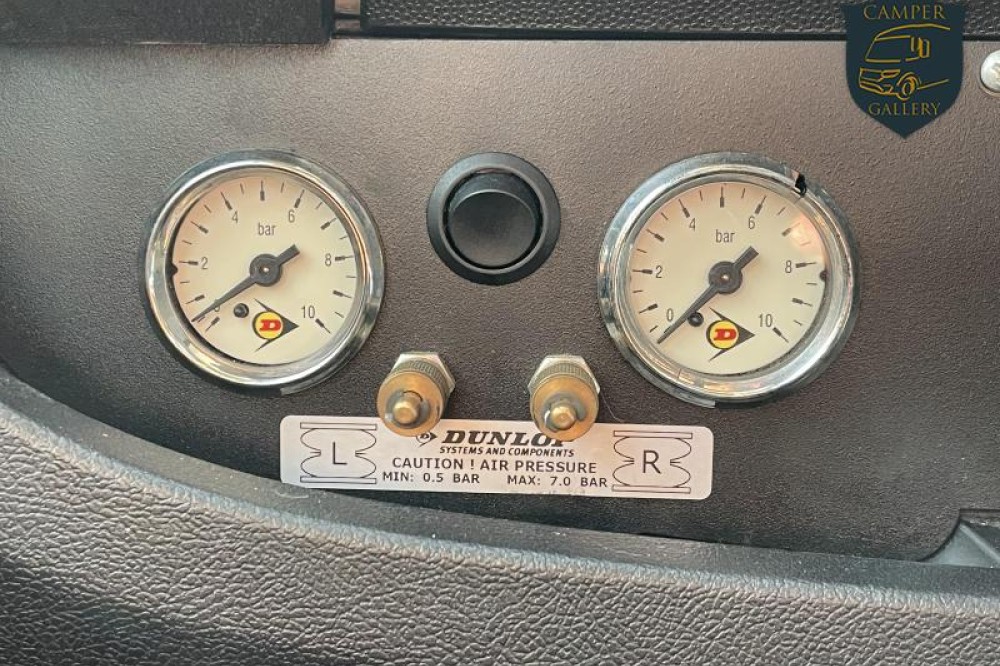 CAMPER
GALLERY
0
2
4
6
8
10
bar
D
0
2
4
6
8
10
bar
D
L
DUNLOP
SYSTEMS AND COMPONENTS
CAUTION ! AIR PRESSURE
MIN: 0.5 BAR MAX: 7.0 BAR
R